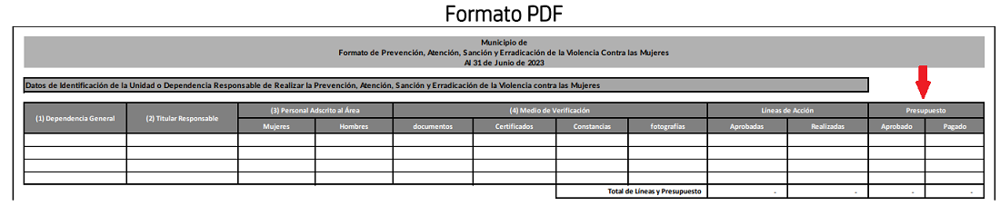 Formato PDF
Municipio de
Formato de Prevención, Atención, Sanción y Erradicación de la Violencia Contra las Mujeres
Al 31 de Junio de 2023
Datos de Identificación de la Unidad o Dependencia Responsable de Realizar la Prevención, Atención, Sanción y Erradicación de la Violencia contra las Mujeres
(1) Dependencia General (2) Titular Responsable (3) Personal Adscrito al Área (4) Medio de Verificación Líneas de Acción Presupuesto
Mujeres Hombres documentos Certificados Constancias fotografías Aprobadas Realizadas Aprobado Pagado
Total de Líneas y Presupuesto - - - -